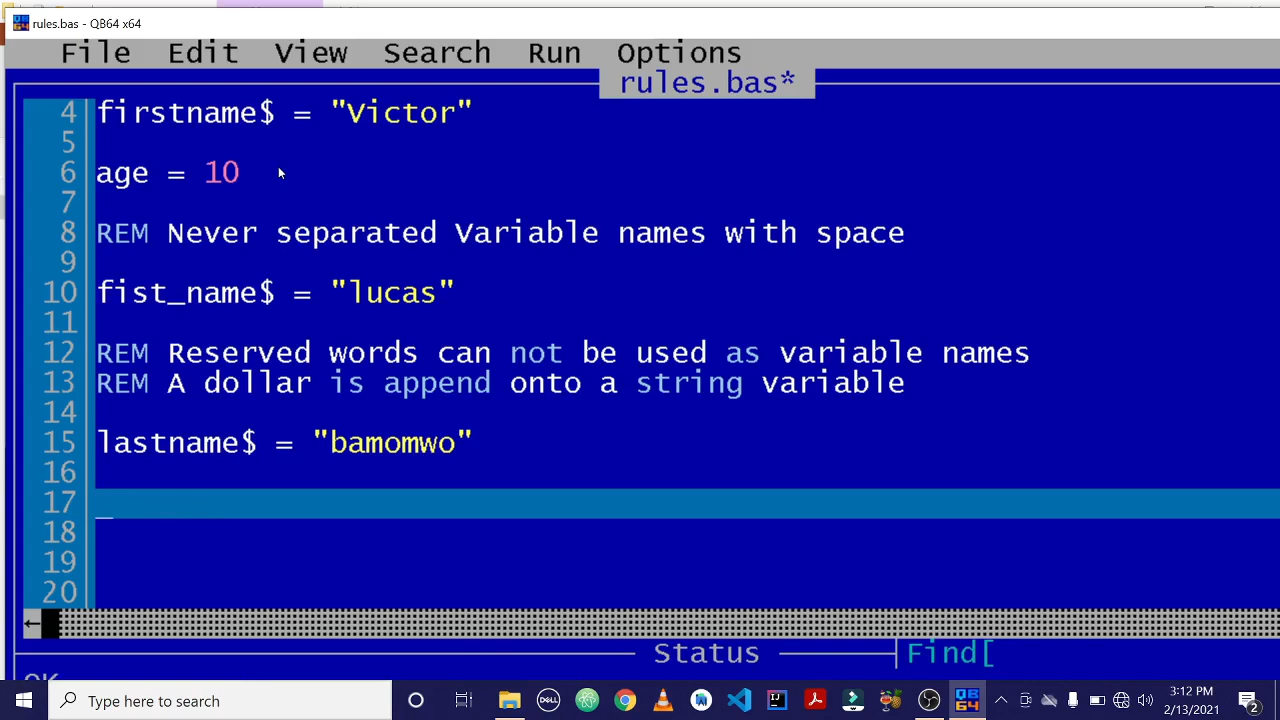 rules.bas - QB64 x64
File Edit View Search Run Options
rules.bas*
4 firstname$ = "Victor"
5
6 age = 10
7
8 REM Never separated Variable names with space
9
10 fist_name$ = "lucas"
11
12 REM Reserved words can not be used as variable names
13 REM A dollar is append onto a string variable
14
15 lastname$ = "bamomwo"
16
17
18
19
20
Status Find[
OK
Type here to search
3:12 PM
2/13/2021
2